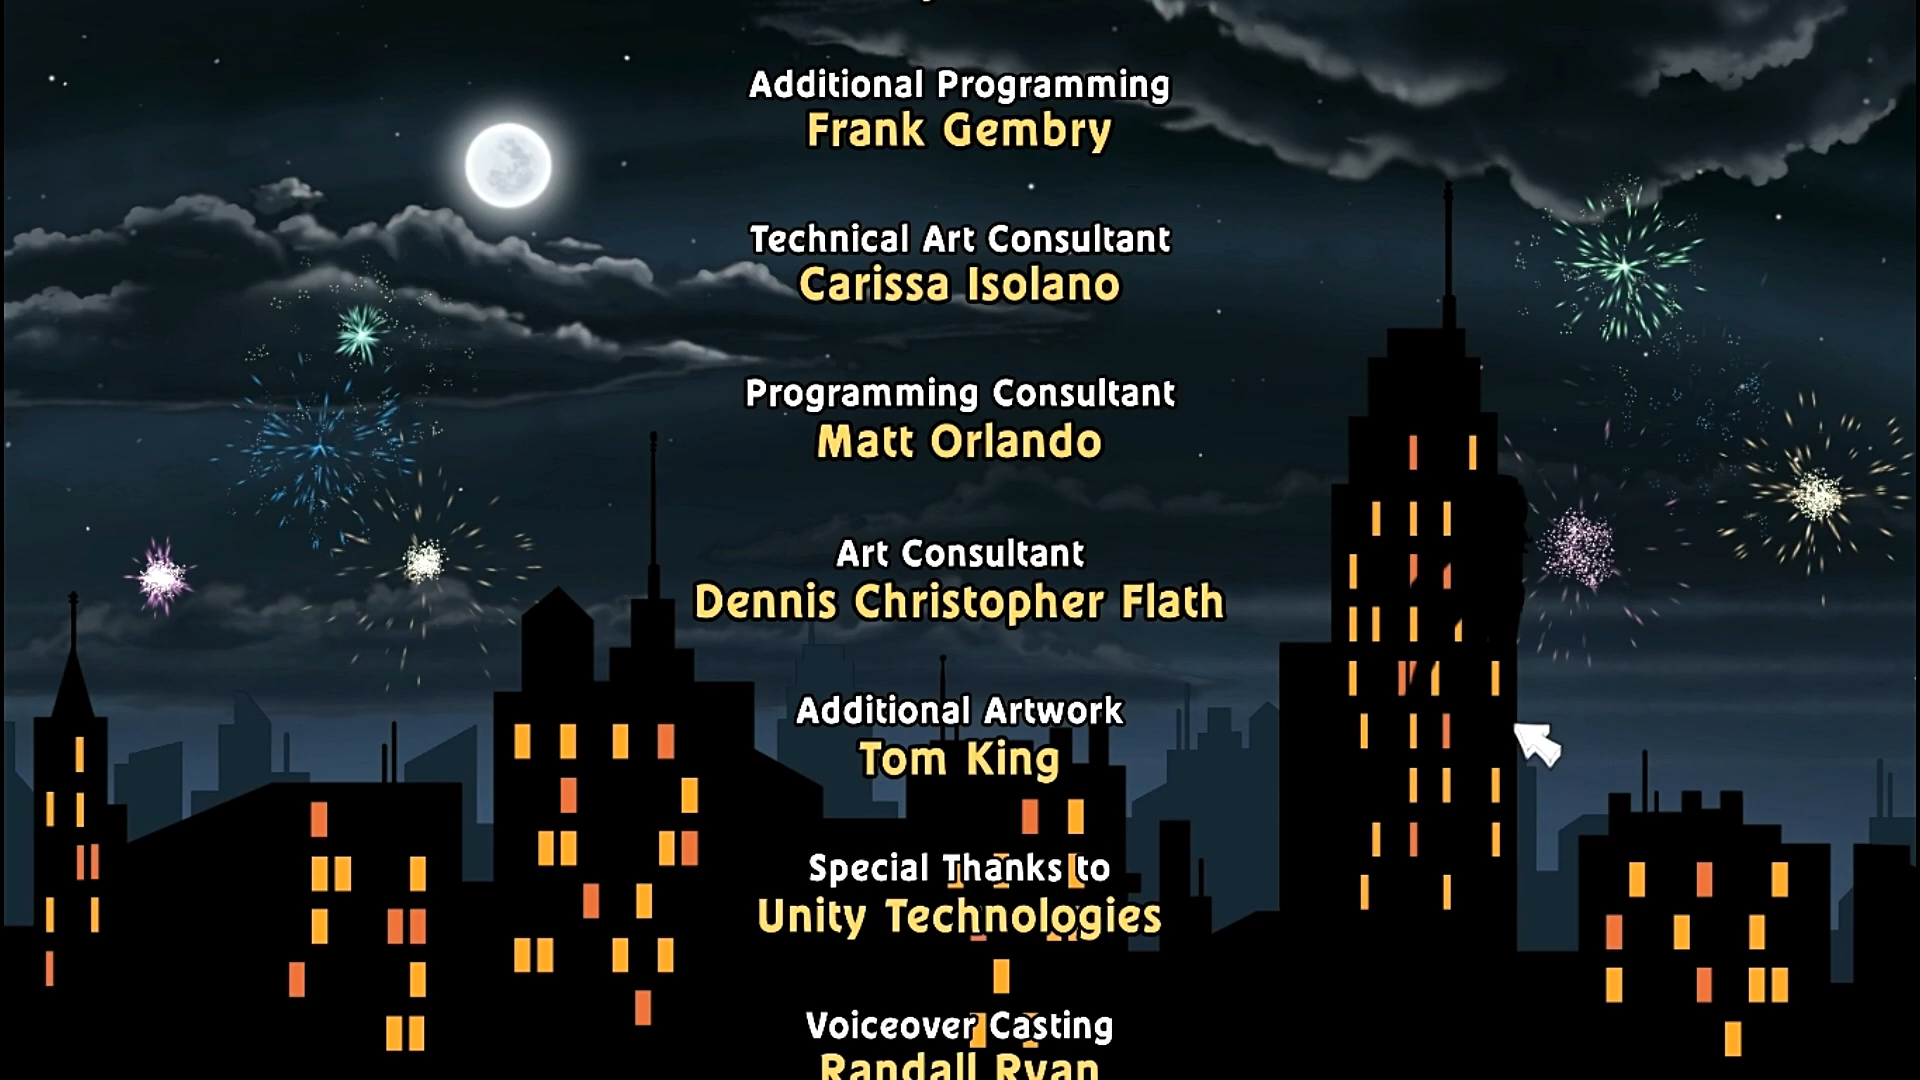 Additional Programming
Frank Gembry
Technical Art Consultant
Carissa Isolano
Programming Consultant
Matt Orlando
Art Consultant
Dennis Christopher Flath
Additional Artwork
Tom King
Special Thanks to
Unity Technologies
Voiceover Casting
Randall Ryan